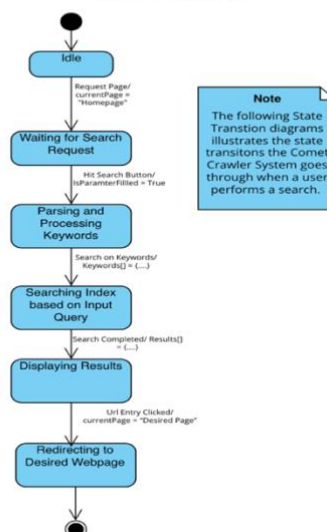 Idle
Request Page/
currentPage =
"Homepage"
Waiting for Search
Request
Hit Search Button/
IsParamterFillled = True
Parsing and
Processing
Keywords
Search on Keywords/
Keywords[] = {....}
Searching Index
based on Input
Query
Search Completed/ Results[]
= {....}
Displaying Results
Url Entry Clicked/
currentPage = "Desired Page"
Redirecting to
Desired Webpage
Note
The following State
Transtion diagrams
illustrates the state
transitons the Comet
Crawler System goes
through when a user
performs a search.